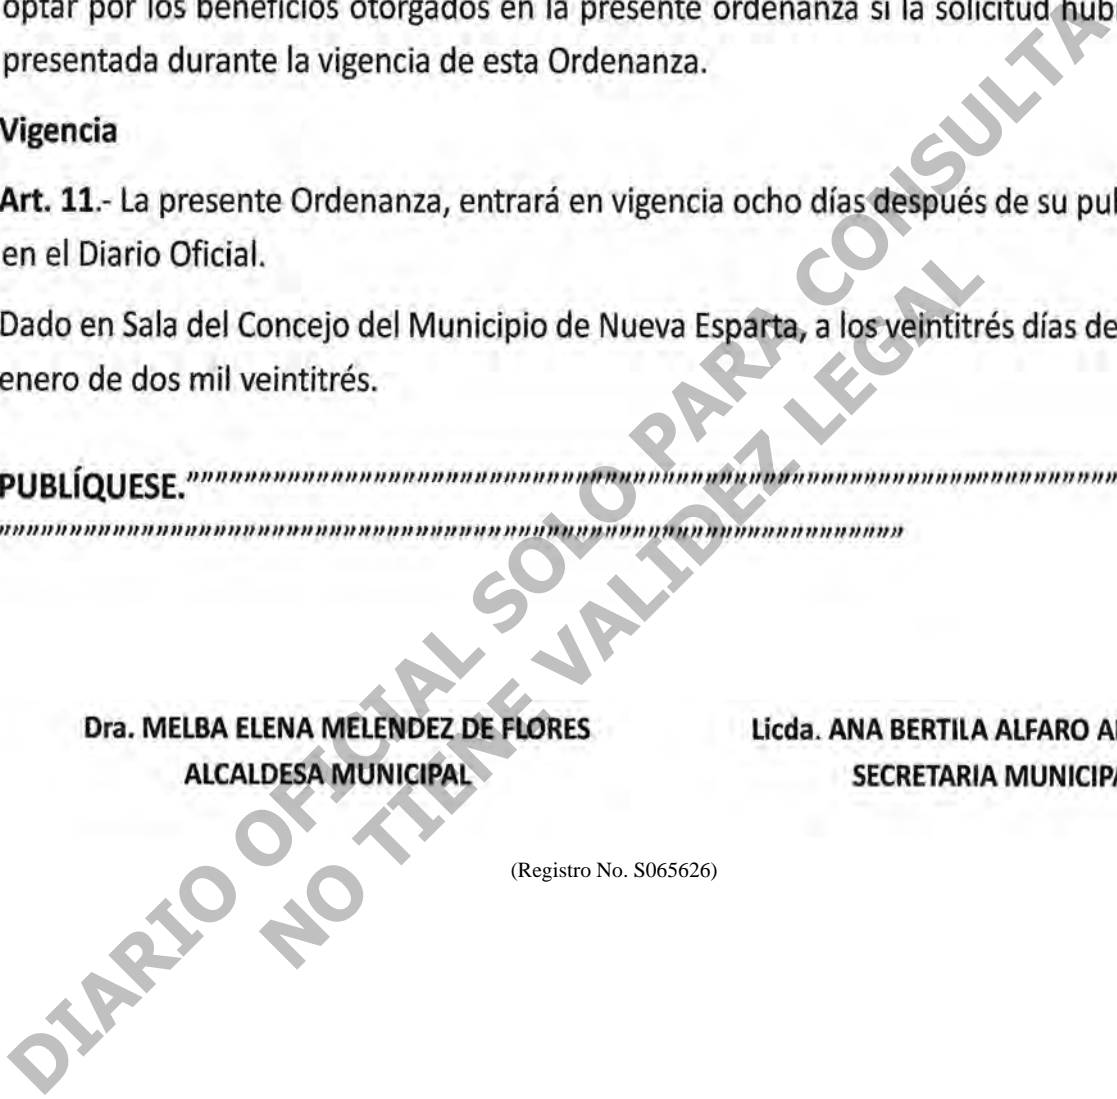 optar por los beneficios otorgados en la presente ordenanza si la solicitud
presentada durante la vigencia de esta Ordenanza.
Vigencia
Art. 11.- La presente Ordenanza, entrará en vigencia ocho días después de su
en el Diario Oficial.
Dado en Sala del Concejo del Municipio de Nueva Esparta, a los veintitrés días de
enero de dos mil veintitrés.
PUBLÍQUESE.
Dra. MELBA ELENA MELENDEZ DE FLORES
Licda. ANA BERTILA ALFARO
ALCALDESA MUNICIPAL
SECRETARIA
(Registro No. S065626)
DIARIO OFICIAL SOLO PARA CONSULTA
NO TIENE VALIDEZ LEGAL